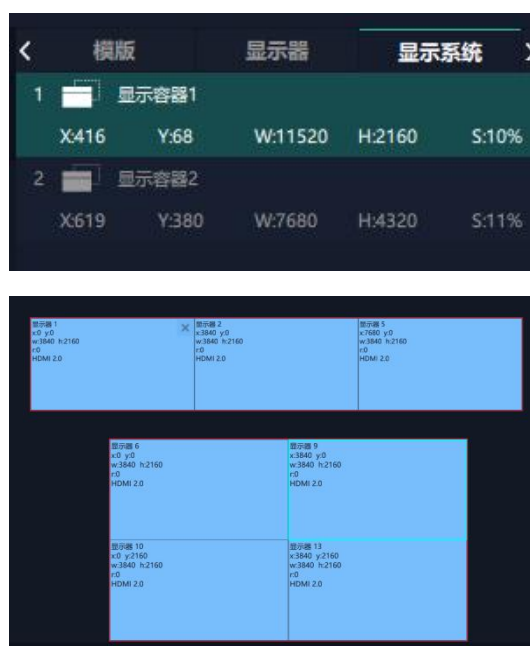 模版 显示器 显示系统
1 显示容器1
X:416 Y:68 W:11520 H:2160 S:10%
2 显示容器2
X:619 Y:380 W:7680 H:4320 S:11%
显示器 1
x:0 y:0
w:3840 h:2160
r:0
HDMI 2.0
显示器 2
x:3840 y:0
w:3840 h:2160
r:0
HDMI 2.0
显示器 5
x:7680 y:0
w:3840 h:2160
r:0
HDMI 2.0
显示器 6
x:0 y:0
w:3840 h:2160
r:0
HDMI 2.0
显示器 9
x:3840 y:0
w:3840 h:2160
r:0
HDMI 2.0
显示器 10
x:0 y:2160
w:3840 h:2160
r:0
HDMI 2.0
显示器 13
x:3840 y:2160
w:3840 h:2160
r:0
HDMI 2.0